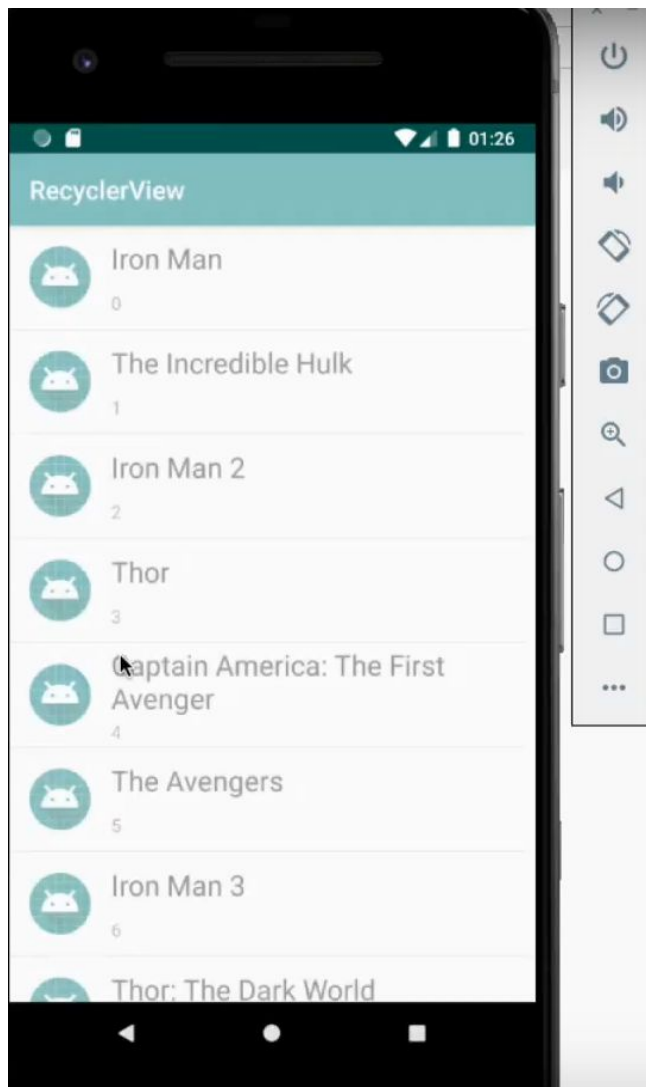 01:26
RecyclerView
Iron Man
0
The Incredible Hulk
1
Iron Man 2
2
Thor
3
Captain America: The First
Avenger
4
The Avengers
5
Iron Man 3
6
Thor: The Dark World